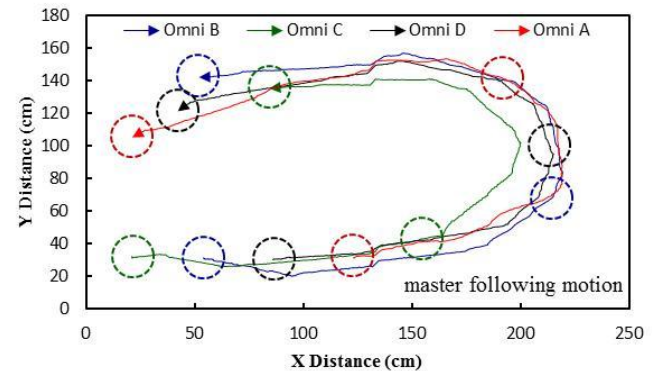 180
160
140
120
100
80
60
40
20
0
Y Distance (cm)
Omni B
Omni C
Omni D
Omni A
master following motion
0
50
100
150
200
250
X Distance (cm)